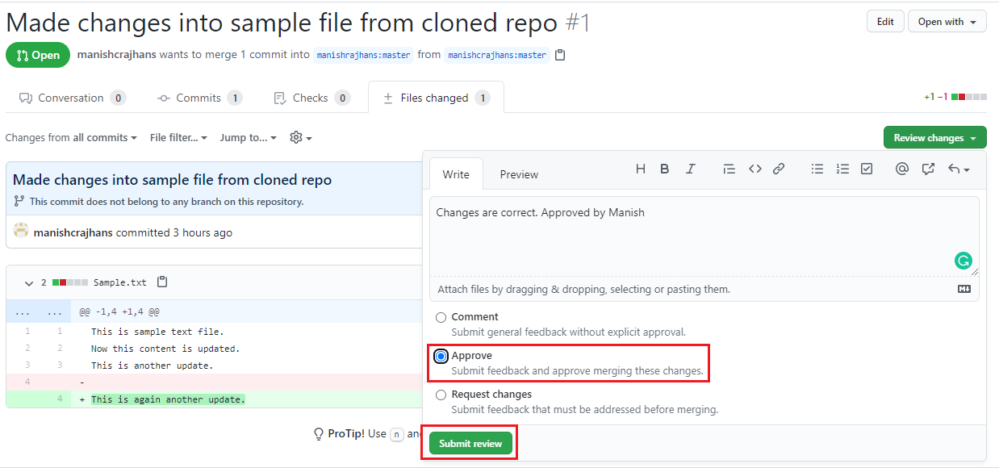 Made changes into sample file from cloned repo #1
Edit
Open with
Open
manishcrajhans wants to merge 1 commit into manishrajhans:master from manishcrajhans:master
Conversation 0
Commits 1
Checks 0
Files changed 1
+1 −1
Changes from all commits
File filter...
Jump to...
Review changes
Made changes into sample file from cloned repo
This commit does not belong to any branch on this repository.
manishcrajhans committed 3 hours ago
Write
Preview
H B I
Changes are correct. Approved by Manish
Attach files by dragging & dropping, selecting or pasting them.
Comment
Submit general feedback without explicit approval.
Approve
Submit feedback and approve merging these changes.
Request changes
Submit feedback that must be addressed before merging.
Submit review
2 Sample.txt
... ... @@ -1,4 +1,4 @@
1 1 This is sample text file.
2 2 Now this content is updated.
3 3 This is another update.
4 -
4 + This is again another update.
ProTip! Use n